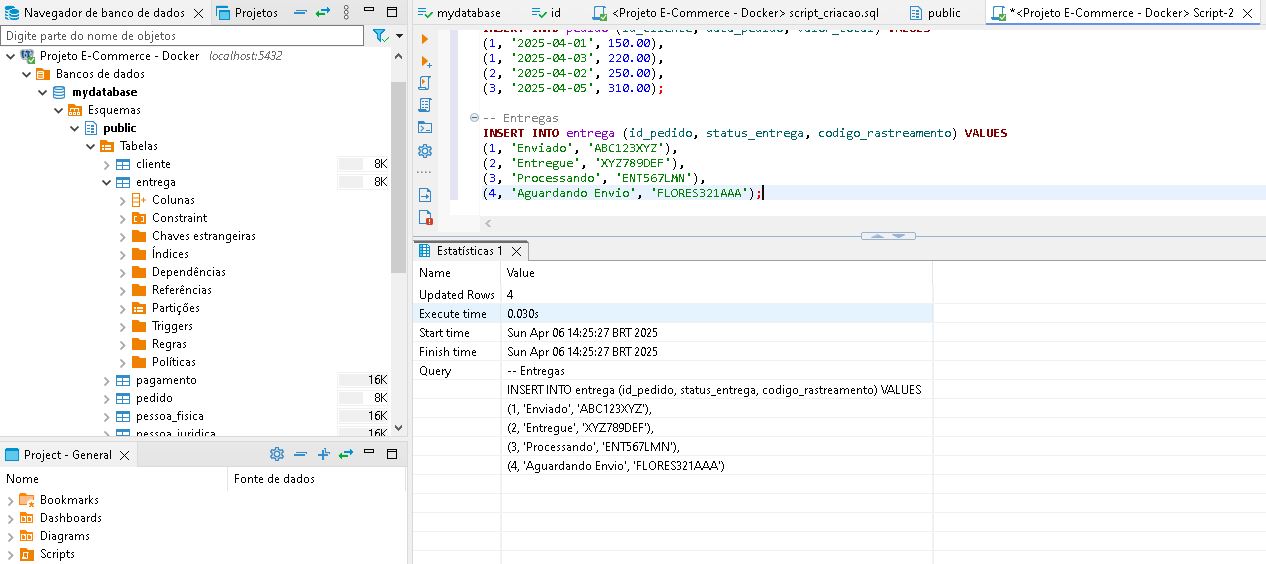 Navegador de banco de dados
Projetos
Digite parte do nome de objetos
Projeto E-Commerce - Docker localhost:5432
Bancos de dados
mydatabase
Esquemas
public
Tabelas
cliente 8K
entrega 8K
Colunas
Constraint
Chaves estrangeiras
Índices
Dependências
Referências
Partições
Triggers
Regras
Políticas
pagamento 16K
pedido 8K
pessoa_fisica 16K
pessoa_juridica 16K
Project - General
Nome Fonte de dados
Bookmarks
Dashboards
Diagrams
Scripts
mydatabase
id
<Projeto E-Commerce - Docker> script_criacao.sql
public
*<Projeto E-Commerce - Docker> Script-2
INSERT INTO pedido (id_cliente, data_pedido, valor_total) VALUES
(1, '2025-04-01', 150.00),
(1, '2025-04-03', 220.00),
(2, '2025-04-02', 250.00),
(3, '2025-04-05', 310.00);
-- Entregas
INSERT INTO entrega (id_pedido, status_entrega, codigo_rastreamento) VALUES
(1, 'Enviado', 'ABC123XYZ'),
(2, 'Entregue', 'XYZ789DEF'),
(3, 'Processando', 'ENT567LMN'),
(4, 'Aguardando Envio', 'FLORES321AAA');
Estatísticas 1
Name Value
Updated Rows 4
Execute time 0.030s
Start time Sun Apr 06 14:25:27 BRT 2025
Finish time Sun Apr 06 14:25:27 BRT 2025
Query -- Entregas
INSERT INTO entrega (id_pedido, status_entrega, codigo_rastreamento) VALUES
(1, 'Enviado', 'ABC123XYZ'),
(2, 'Entregue', 'XYZ789DEF'),
(3, 'Processando', 'ENT567LMN'),
(4, 'Aguardando Envio', 'FLORES321AAA')